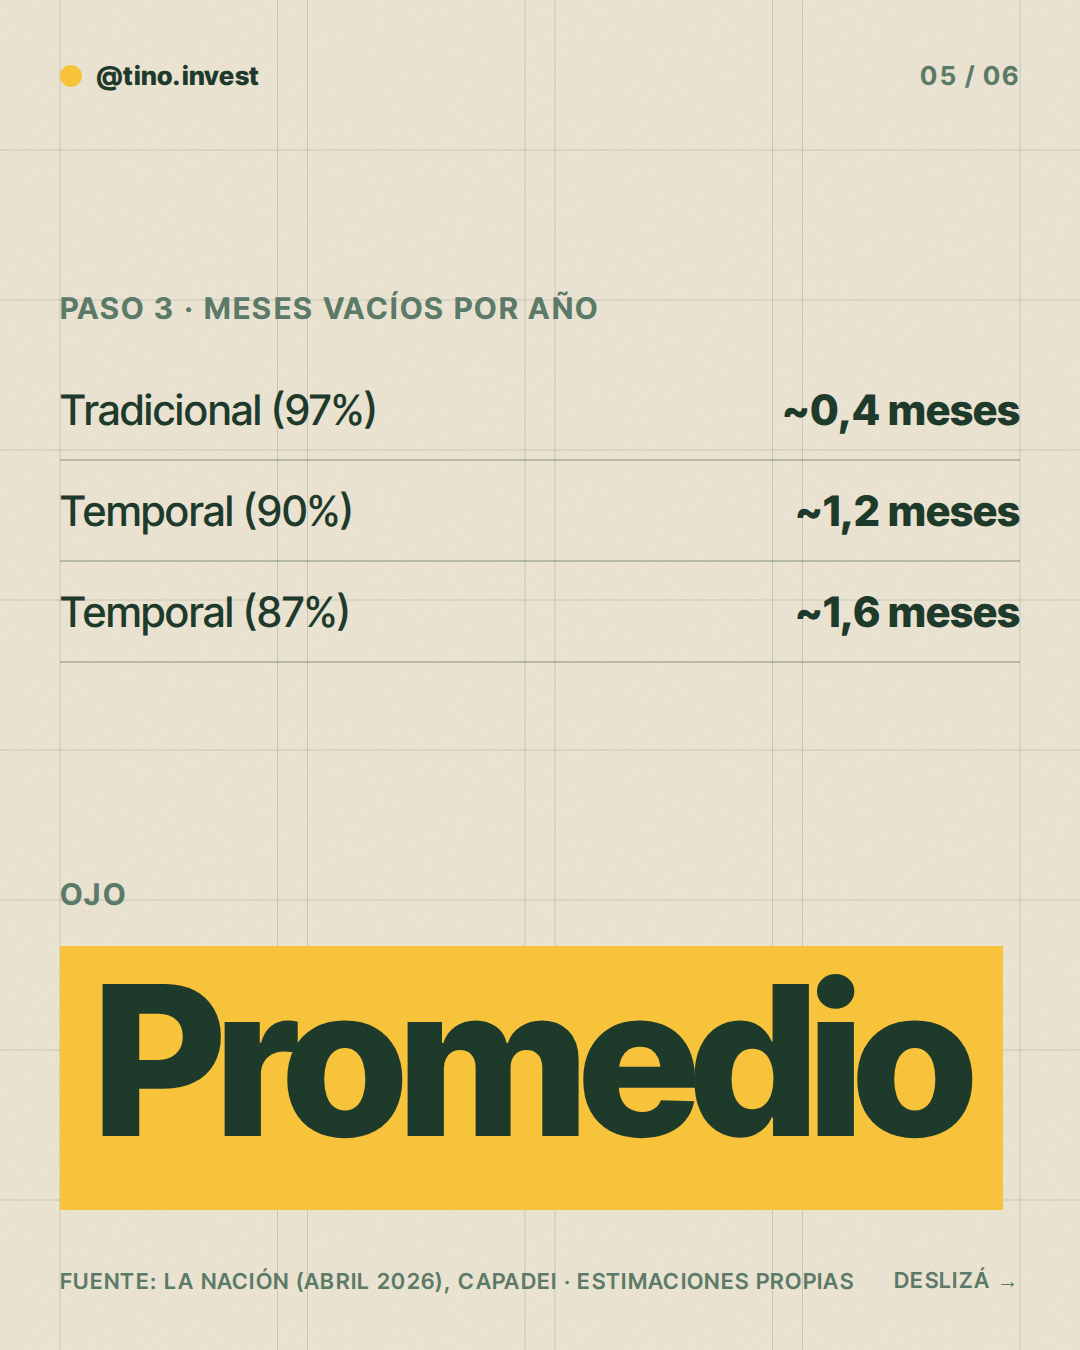 @tino.invest
05 / 06
PASO 3 · MESES VACÍOS POR AÑO
Tradicional (97%) ~0,4 meses
Temporal (90%) ~1,2 meses
Temporal (87%) ~1,6 meses
OJO
Promedio
FUENTE: LA NACIÓN (ABRIL 2026), CAPADEI · ESTIMACIONES PROPIAS
DESLIZÁ →